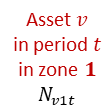 Asset v
in period t
in zone 1
Nv1t